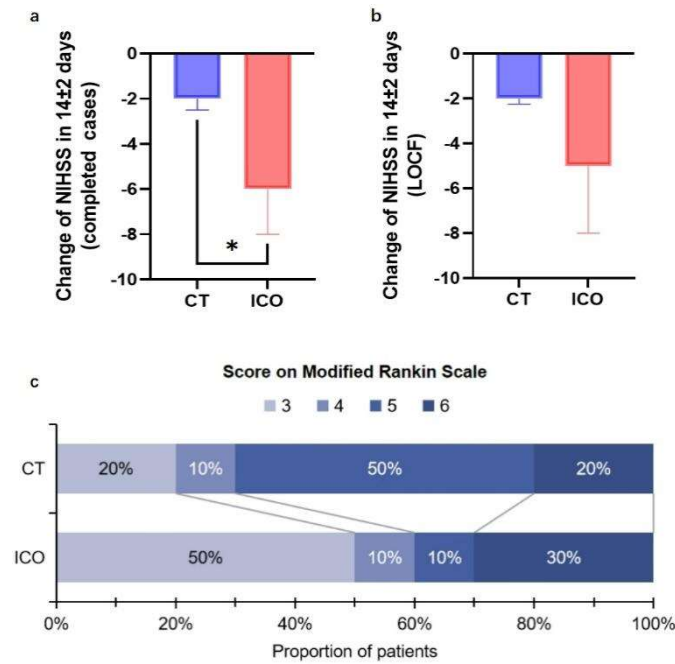 a
Change of NIHSS in 14±2 days
(completed cases)
0
-2
-4
-6
-8
-10
*
CT ICO
b
Change of NIHSS in 14±2 days
(LOCF)
0
-2
-4
-6
-8
-10
CT ICO
c
Score on Modified Rankin Scale
3 4 5 6
CT 20% 10% 50% 20%
ICO 50% 10% 10% 30%
0% 20% 40% 60% 80% 100%
Proportion of patients